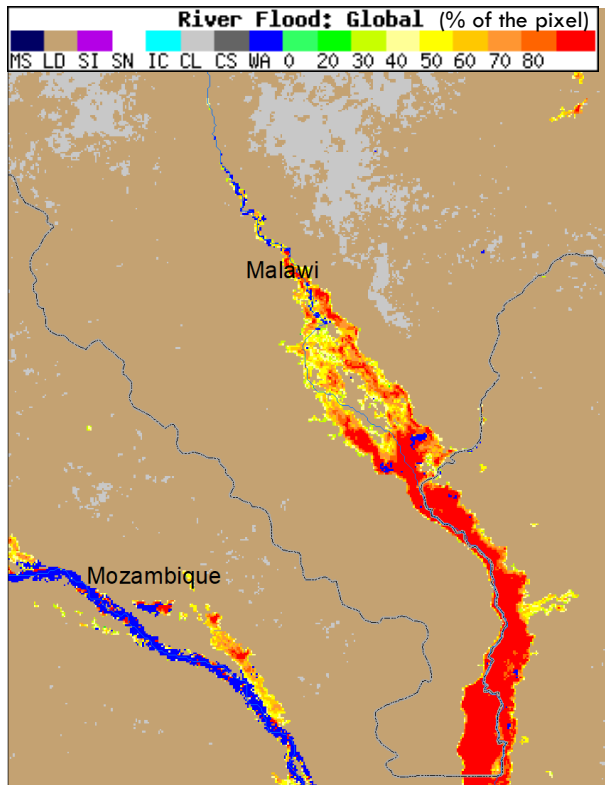 River Flood: Global (% of the pixel)
MS LD SI SN IC CL CS WA 0 20 30 40 50 60 70 80
Malawi
Mozambique